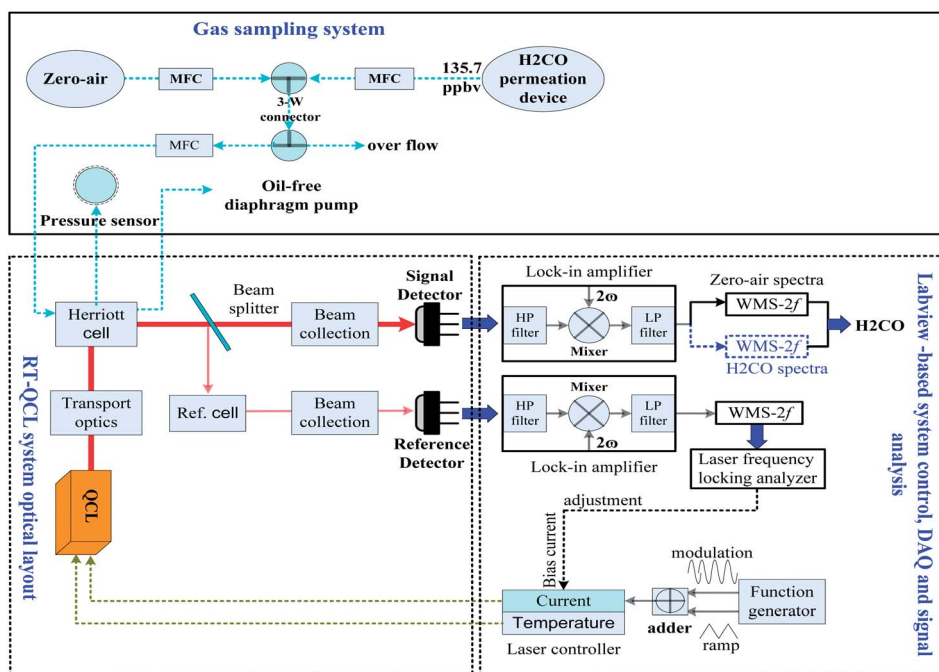 Gas sampling system
Zero-air
MFC
3-W
connector
MFC
135.7
ppbv
H2CO
permeation
device
MFC
over flow
Pressure sensor
Oil-free
diaphragm pump
RT-QCL system optical layout
Herriott
cell
Beam
splitter
Beam
collection
Signal
Detector
Transport
optics
Ref. cell
Beam
collection
Reference
Detector
QCL
Labview -based system control, DAQ and signal
analysis
Lock-in amplifier
2ω
HP
filter
Mixer
LP
filter
Zero-air spectra
WMS-2f
WMS-2f
H2CO spectra
H2CO
Mixer
HP
filter
2ω
LP
filter
Lock-in amplifier
WMS-2f
Laser frequency
locking analyzer
adjustment
Bias current
modulation
Current
Temperature
Laser controller
adder
Function
generator
ramp